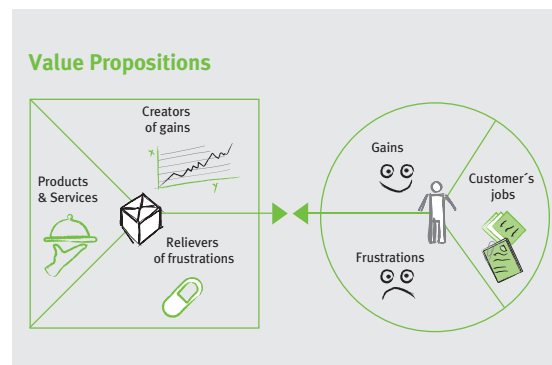 Value Propositions
Creators
of gains
Products
& Services
Relievers
of frustrations
Gains
Customer´s
jobs
Frustrations